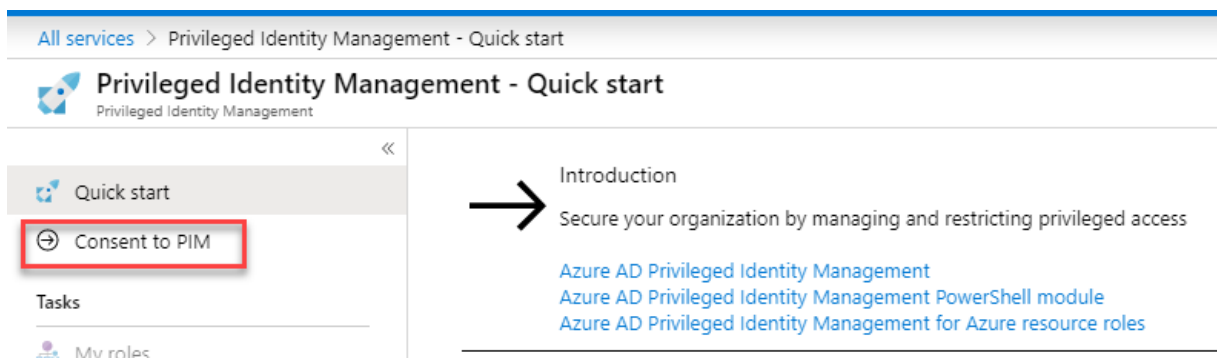 All services > Privileged Identity Management - Quick start
Privileged Identity Management - Quick start
Privileged Identity Management
«
Quick start
Consent to PIM
Tasks
My roles
Introduction
Secure your organization by managing and restricting privileged access
Azure AD Privileged Identity Management
Azure AD Privileged Identity Management PowerShell module
Azure AD Privileged Identity Management for Azure resource roles